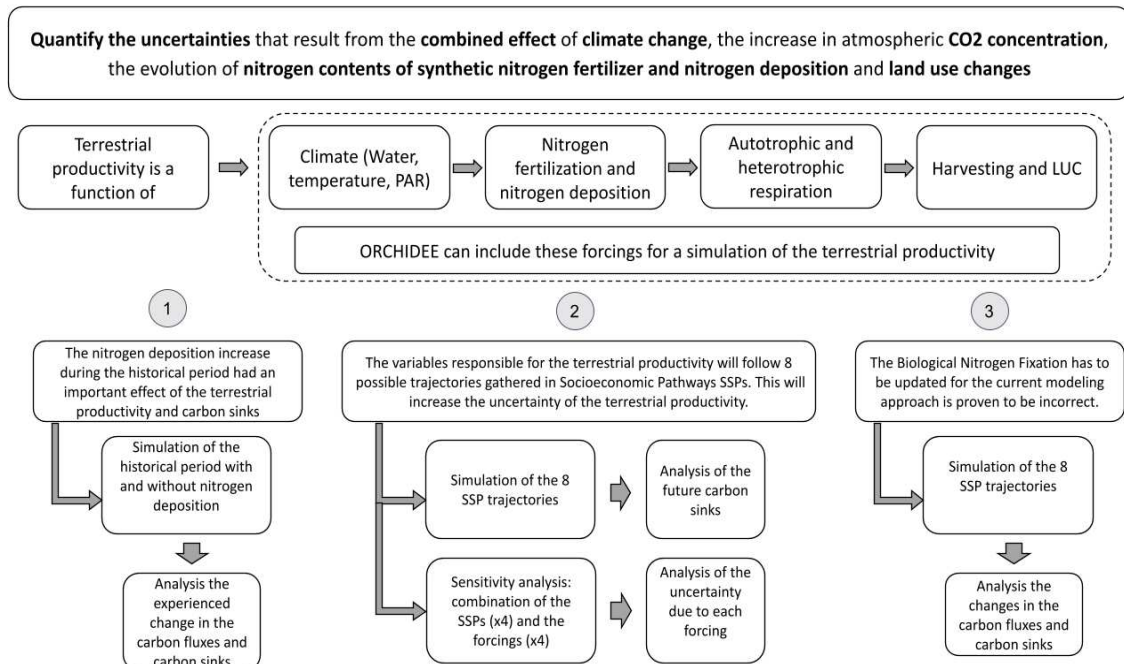 Quantify the uncertainties that result from the combined effect of climate change, the increase in atmospheric CO2 concentration,
the evolution of nitrogen contents of synthetic nitrogen fertilizer and nitrogen deposition and land use changes
Terrestrial
productivity is a
function of
Climate (Water,
temperature, PAR)
Nitrogen
fertilization and
nitrogen deposition
Autotrophic and
heterotrophic
respiration
Harvesting and LUC
ORCHIDEE can include these forcings for a simulation of the terrestrial productivity
1
The nitrogen deposition increase
during the historical period had an
important effect of the terrestrial
productivity and carbon sinks
Simulation of the
historical period with
and without nitrogen
deposition
Analysis the
experienced
change in the
carbon fluxes and
carbon sinks
2
The variables responsible for the terrestrial productivity will follow 8
possible trajectories gathered in Socioeconomic Pathways SSPs. This will
increase the uncertainty of the terrestrial productivity.
Simulation of the 8
SSP trajectories
Analysis of the
future carbon
sinks
Sensitivity analysis:
combination of the
SSPs (x4) and the
forcings (x4)
Analysis of the
uncertainty
due to each
forcing
3
The Biological Nitrogen Fixation has to
be updated for the current modeling
approach is proven to be incorrect.
Simulation of the 8
SSP trajectories
Analysis the
changes in the
carbon fluxes and
carbon sinks